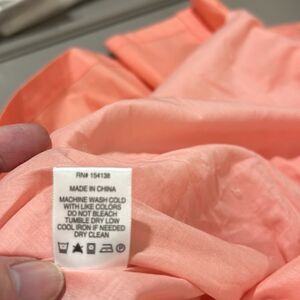 RN# 154138
MADE IN CHINA
MACHINE WASH COLD
WITH LIKE COLORS
DO NOT BLEACH
TUMBLE DRY LOW
COOL IRON IF NEEDED
DRY CLEAN